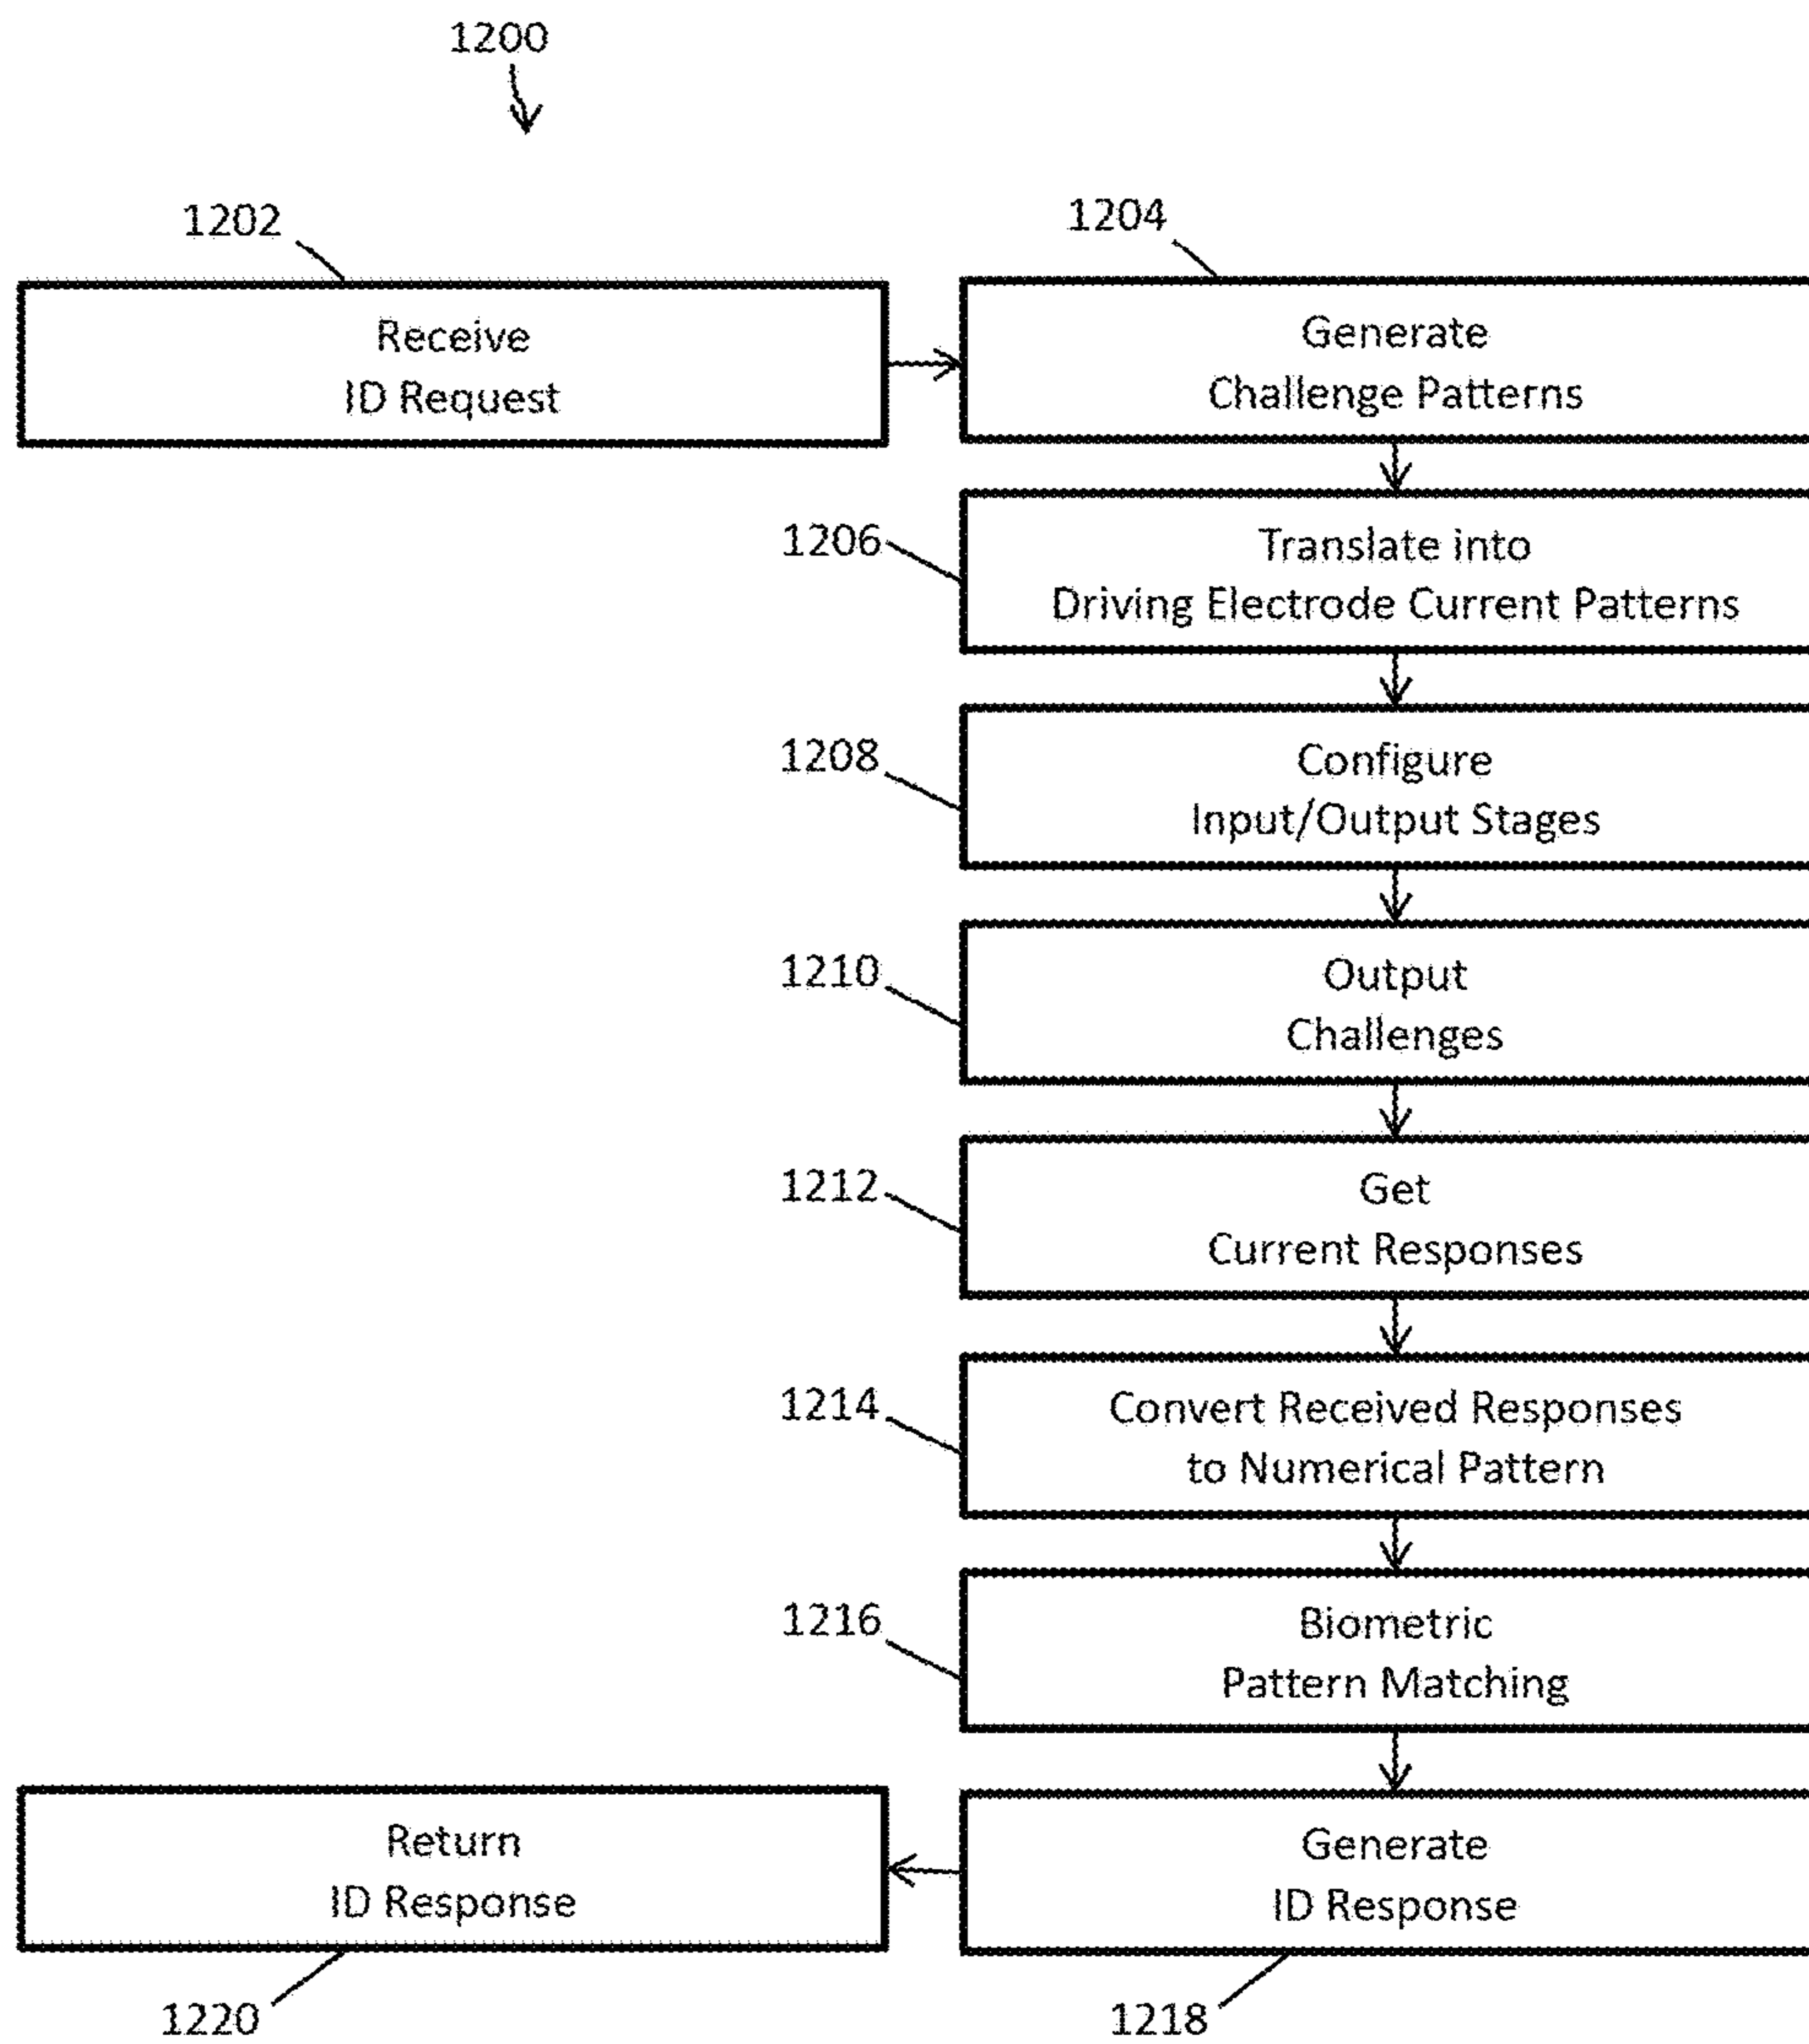 1200
1202
1204
Receive
ID Request
Generate
Challenge Patterns
1206
Translate into
Driving Electrode Current Patterns
1208
Configure
Input/Output Stages
1210
Output
Challenges
1212
Get
Current Responses
1214
Convert Received Responses
to Numerical Pattern
1216
Biometric
Pattern Matching
Return
ID Response
Generate
ID Response
1220
1218